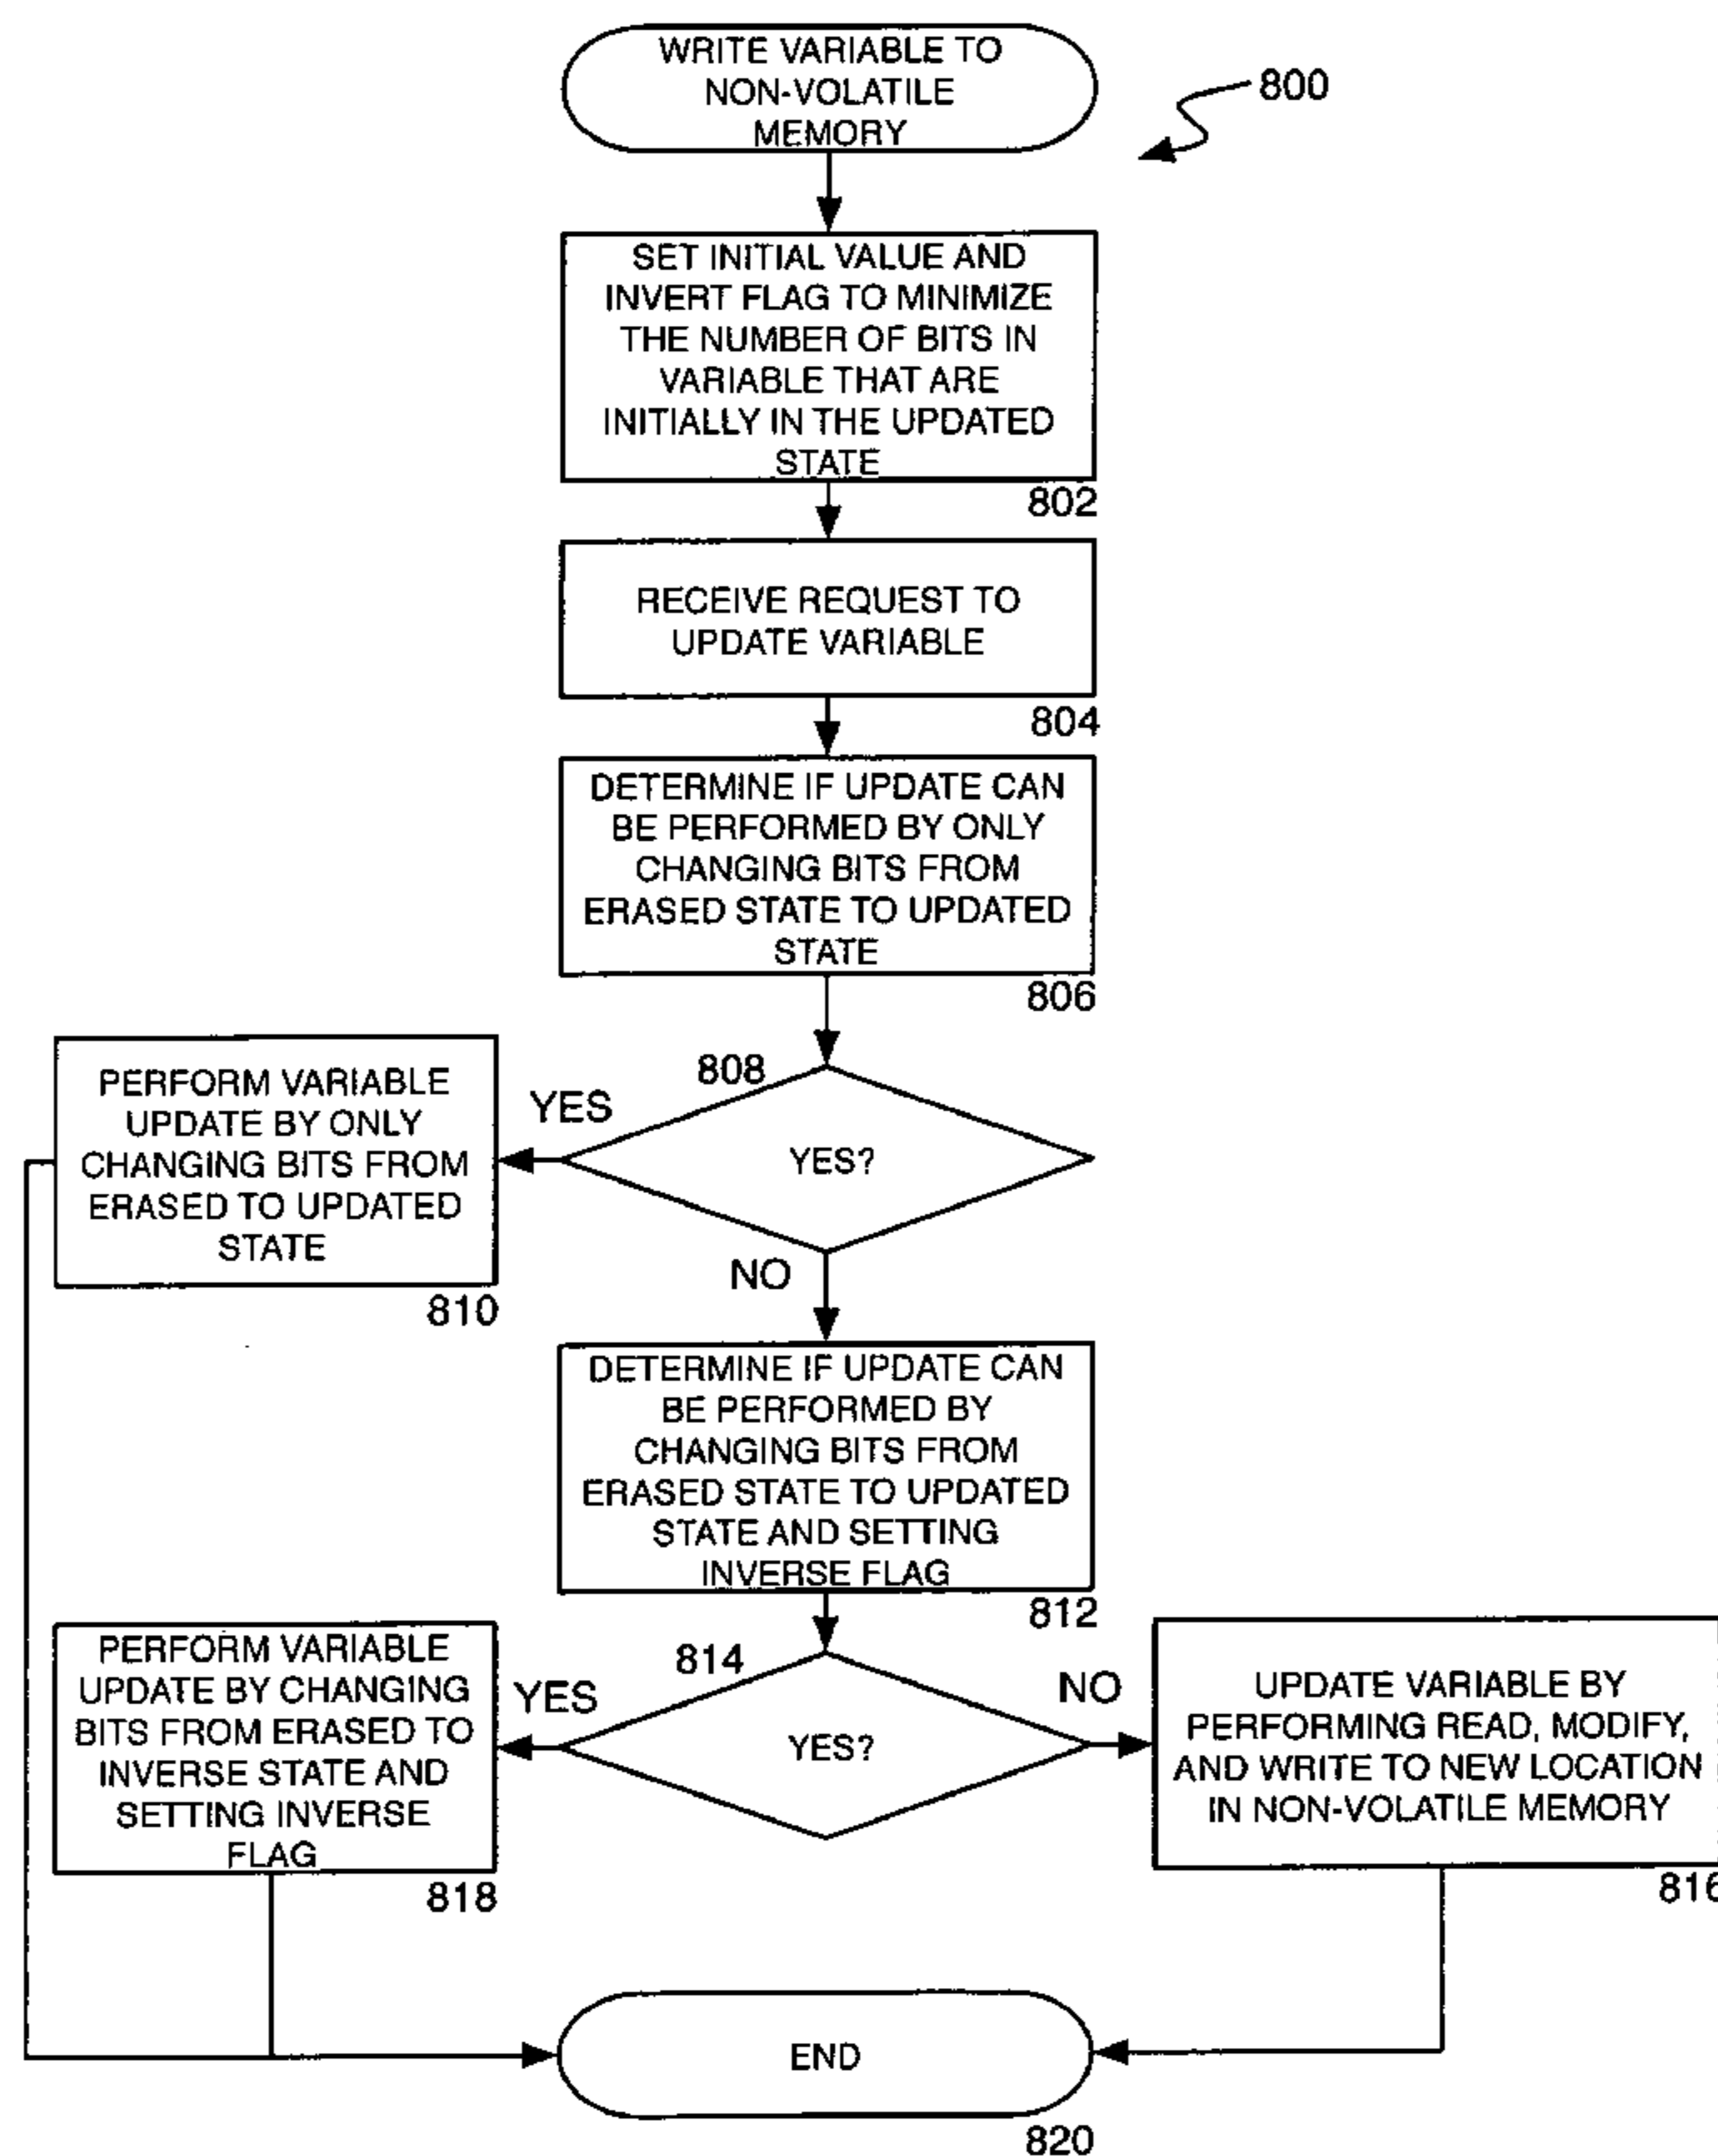 WRITE VARIABLE TO
NON-VOLATILE
MEMORY
800
SET INITIAL VALUE AND
INVERT FLAG TO MINIMIZE
THE NUMBER OF BITS IN
VARIABLE THAT ARE
INITIALLY IN THE UPDATED
STATE
802
RECEIVE REQUEST TO
UPDATE VARIABLE
804
DETERMINE IF UPDATE CAN
BE PERFORMED BY ONLY
CHANGING BITS FROM
ERASED STATE TO UPDATED
STATE
806
808
YES?
YES
NO
PERFORM VARIABLE
UPDATE BY ONLY
CHANGING BITS FROM
ERASED TO UPDATED
STATE
810
DETERMINE IF UPDATE CAN
BE PERFORMED BY
CHANGING BITS FROM
ERASED STATE TO UPDATED
STATE AND SETTING
INVERSE FLAG
812
814
YES?
YES
NO
PERFORM VARIABLE
UPDATE BY CHANGING
BITS FROM ERASED TO
INVERSE STATE AND
SETTING INVERSE
FLAG
818
UPDATE VARIABLE BY
PERFORMING READ, MODIFY,
AND WRITE TO NEW LOCATION
IN NON-VOLATILE MEMORY
816
END
820